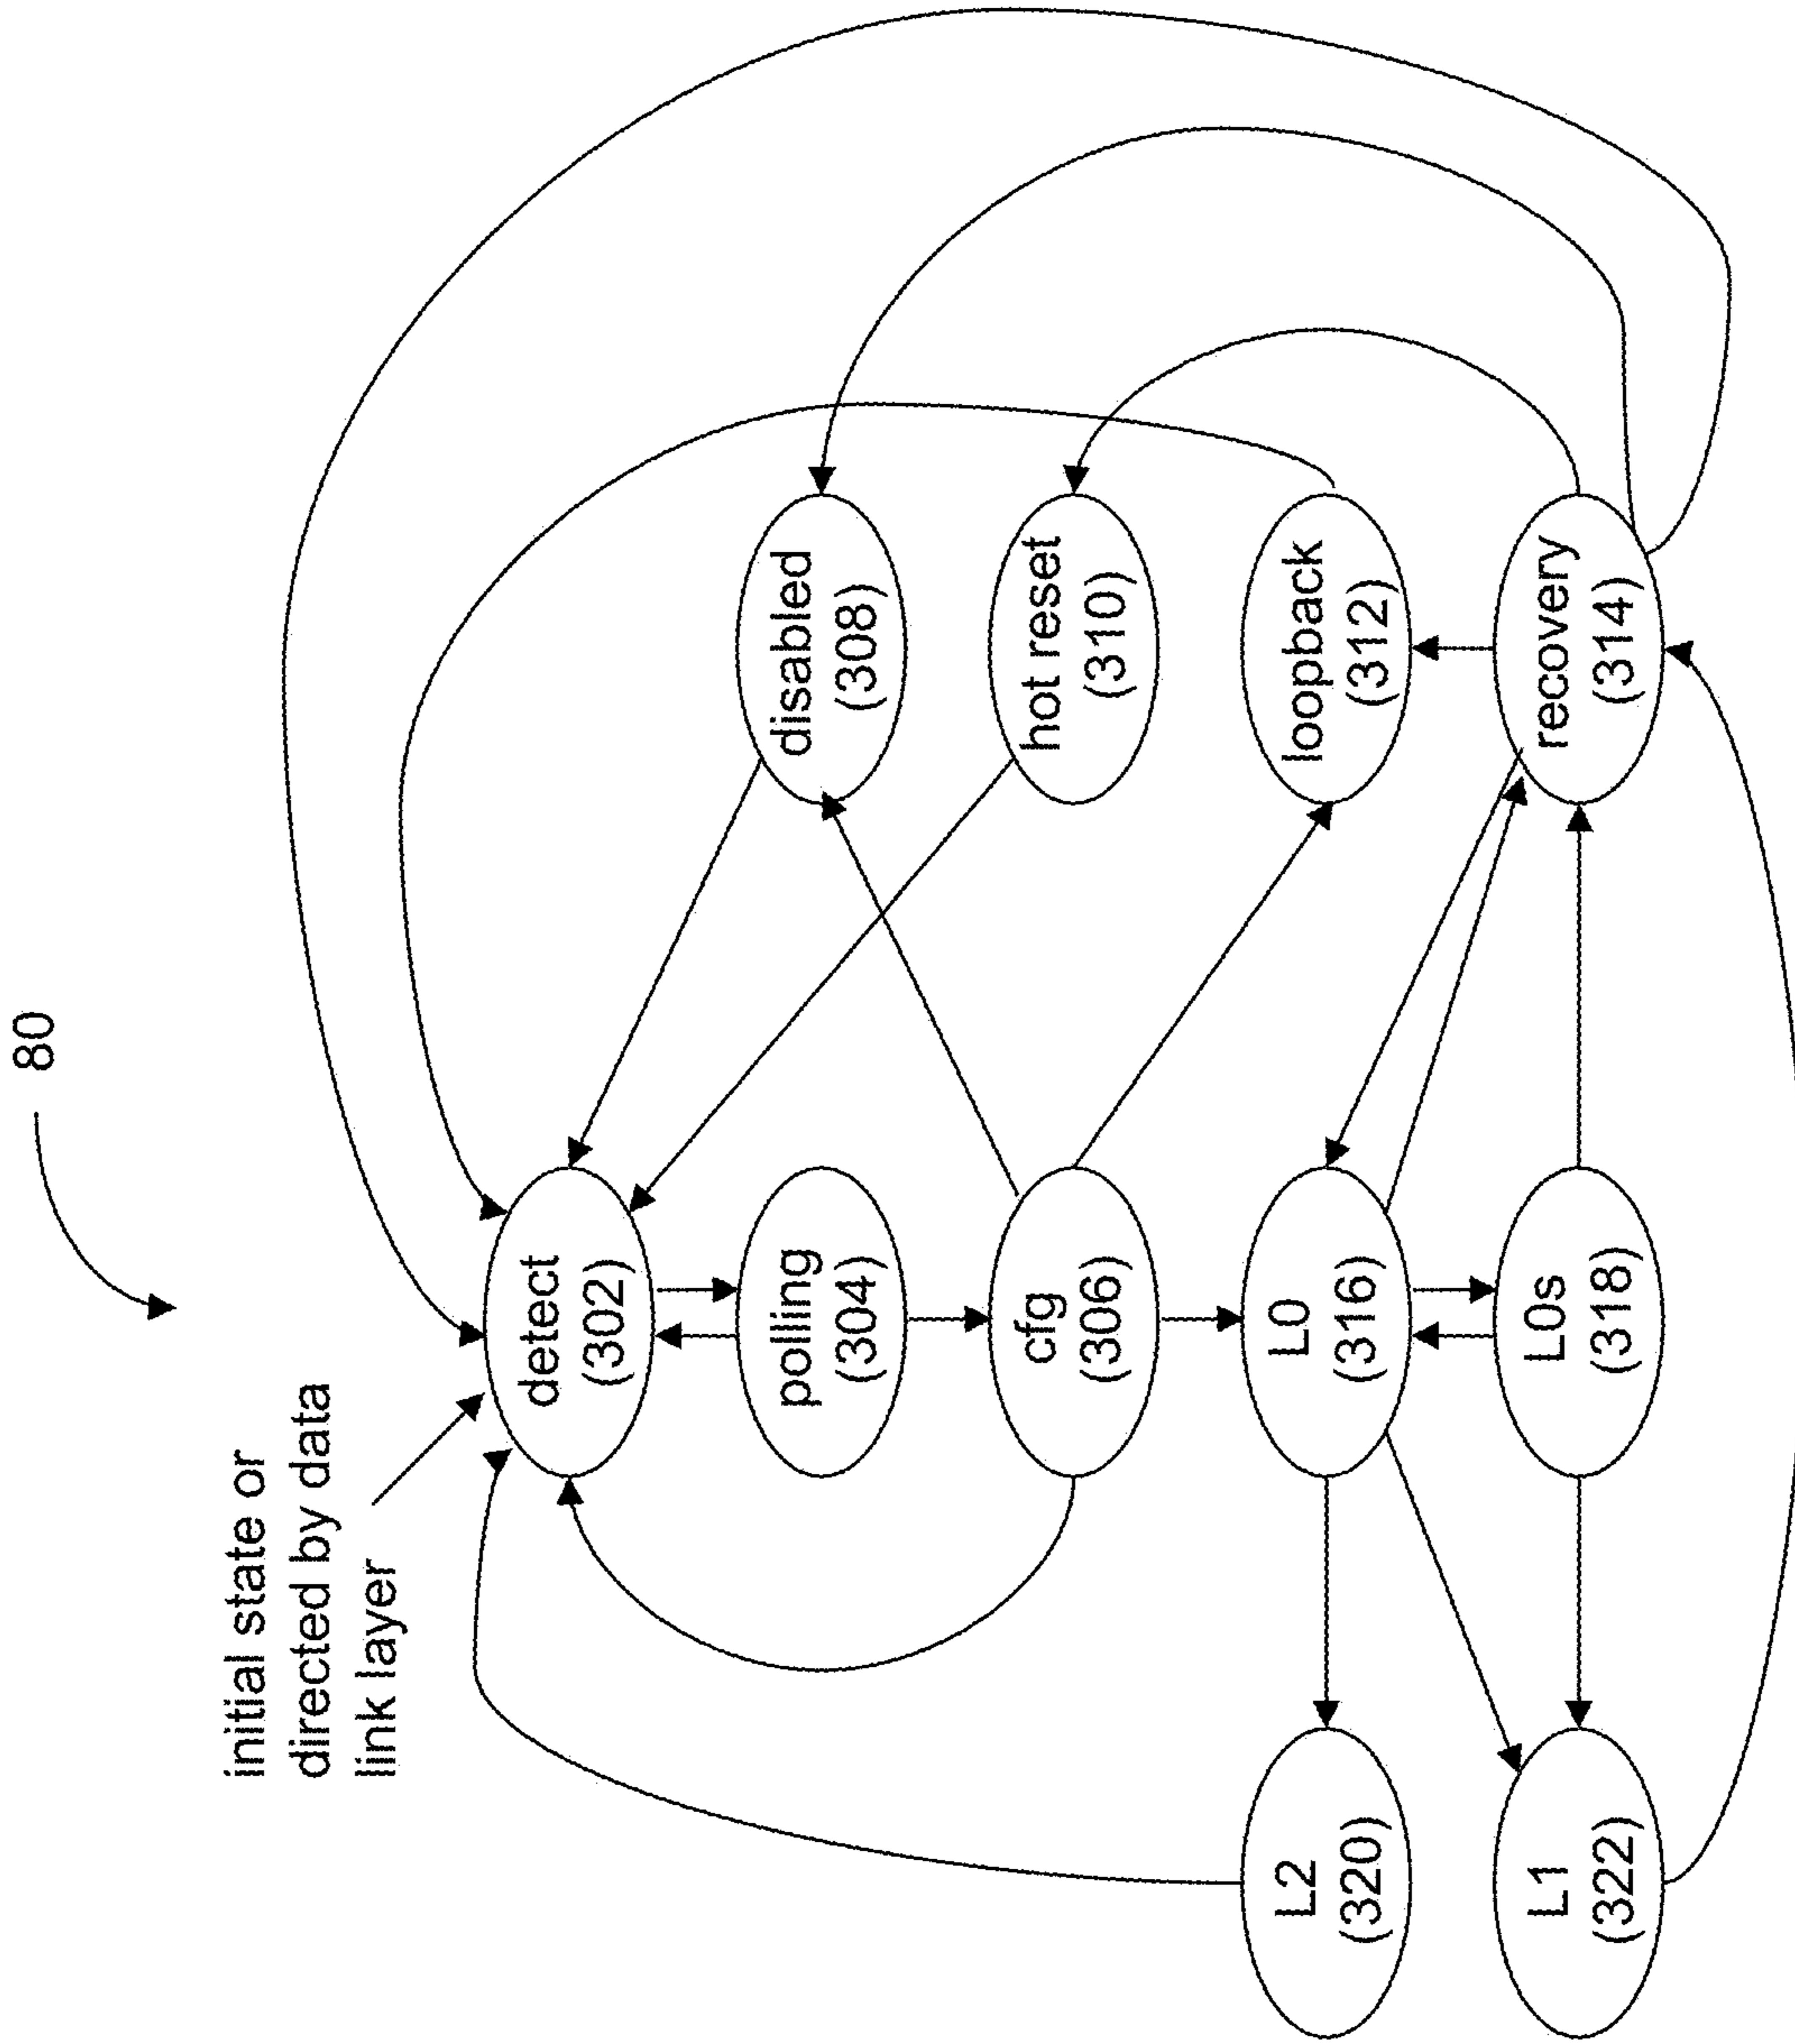 80
initial state or
directed by data
link layer
detect
(302)
polling
(304)
cfg
(306)
L0
(316)
L0s
(318)
L2
(320)
L1
(322)
disabled
(308)
hot reset
(310)
loopback
(312)
recovery
(314)